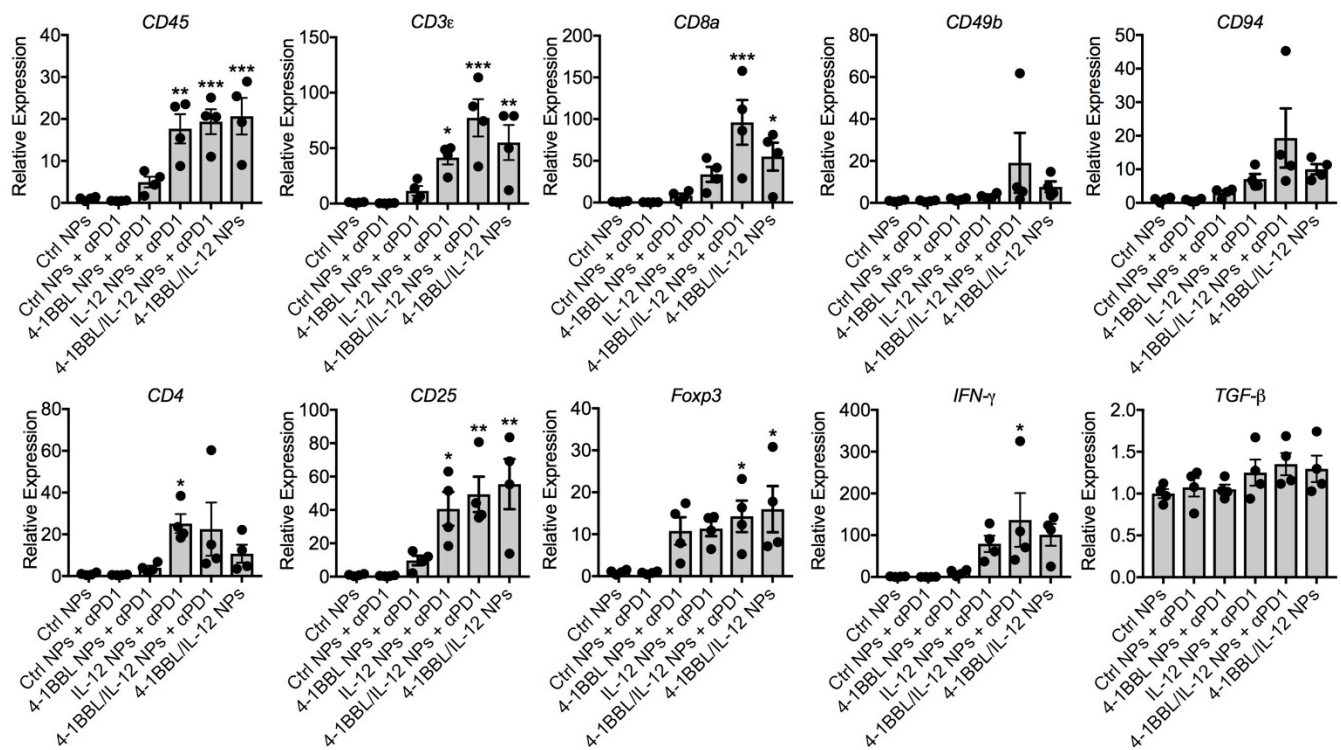 CD45
Relative Expression
40
30
20
10
0
**
***
***
Ctrl NPs
Ctrl NPs + αPD1
4-1BBL NPs + αPD1
IL-12 NPs + αPD1
4-1BBL/IL-12 NPs + αPD1
4-1BBL/IL-12 NPs
CD3ε
Relative Expression
150
100
50
0
*
***
**
Ctrl NPs
Ctrl NPs + αPD1
4-1BBL NPs + αPD1
IL-12 NPs + αPD1
4-1BBL/IL-12 NPs + αPD1
4-1BBL/IL-12 NPs
CD8a
Relative Expression
200
150
100
50
0
***
*
Ctrl NPs
Ctrl NPs + αPD1
4-1BBL NPs + αPD1
IL-12 NPs + αPD1
4-1BBL/IL-12 NPs + αPD1
4-1BBL/IL-12 NPs
CD49b
Relative Expression
80
60
40
20
0
Ctrl NPs
Ctrl NPs + αPD1
4-1BBL NPs + αPD1
IL-12 NPs + αPD1
4-1BBL/IL-12 NPs + αPD1
4-1BBL/IL-12 NPs
CD94
Relative Expression
50
40
30
20
10
0
Ctrl NPs
Ctrl NPs + αPD1
4-1BBL NPs + αPD1
IL-12 NPs + αPD1
4-1BBL/IL-12 NPs + αPD1
4-1BBL/IL-12 NPs
CD4
Relative Expression
80
60
40
20
0
*
Ctrl NPs
Ctrl NPs + αPD1
4-1BBL NPs + αPD1
IL-12 NPs + αPD1
4-1BBL/IL-12 NPs + αPD1
4-1BBL/IL-12 NPs
CD25
Relative Expression
100
80
60
40
20
0
*
**
**
Ctrl NPs
Ctrl NPs + αPD1
4-1BBL NPs + αPD1
IL-12 NPs + αPD1
4-1BBL/IL-12 NPs + αPD1
4-1BBL/IL-12 NPs
Foxp3
Relative Expression
40
30
20
10
0
*
*
Ctrl NPs
Ctrl NPs + αPD1
4-1BBL NPs + αPD1
IL-12 NPs + αPD1
4-1BBL/IL-12 NPs + αPD1
4-1BBL/IL-12 NPs
IFN-γ
Relative Expression
400
300
200
100
0
*
Ctrl NPs
Ctrl NPs + αPD1
4-1BBL NPs + αPD1
IL-12 NPs + αPD1
4-1BBL/IL-12 NPs + αPD1
4-1BBL/IL-12 NPs
TGF-β
Relative Expression
2.0
1.5
1.0
0.5
0.0
Ctrl NPs
Ctrl NPs + αPD1
4-1BBL NPs + αPD1
IL-12 NPs + αPD1
4-1BBL/IL-12 NPs + αPD1
4-1BBL/IL-12 NPs